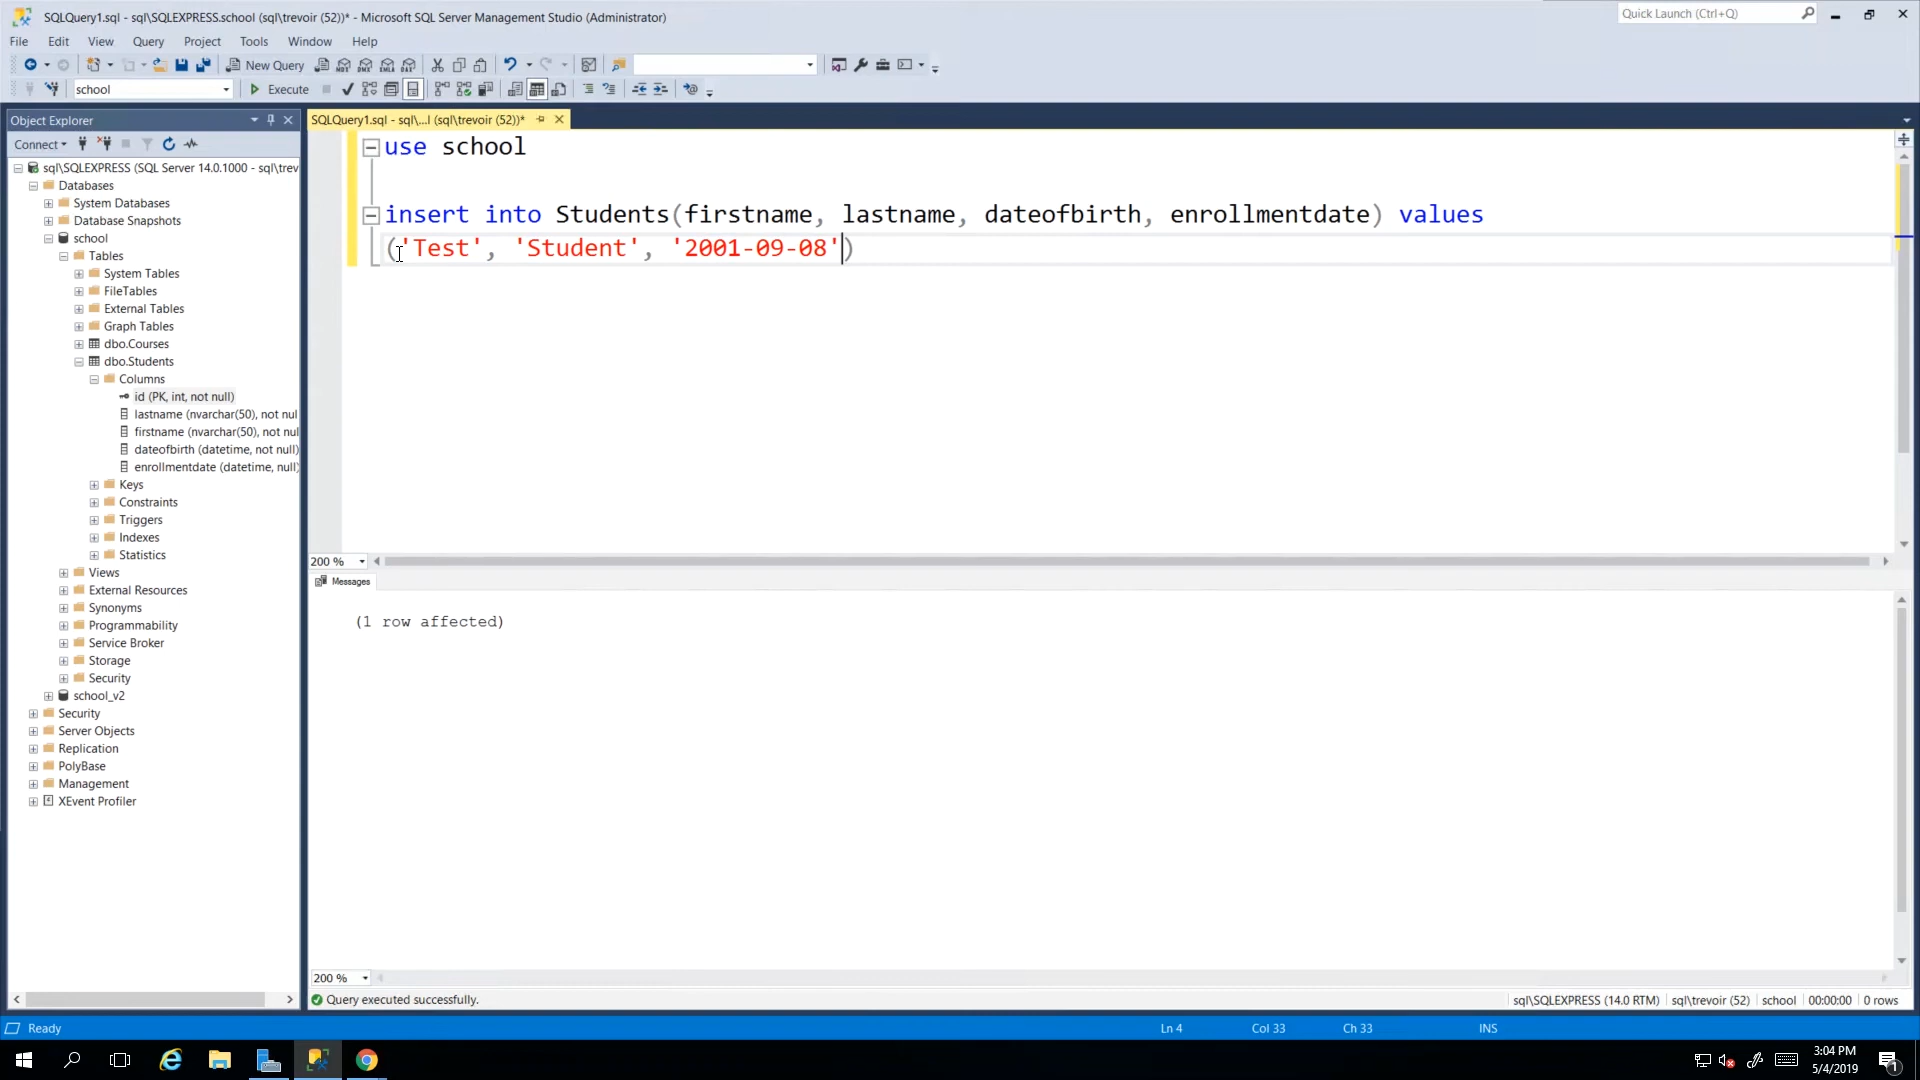 SQLQuery1.sql - sql\SQLEXPRESS.school (sql\trevoir (52))* - Microsoft SQL Server Management Studio (Administrator)
Quick Launch (Ctrl+Q)
File Edit View Query Project Tools Window Help
New Query
school
Execute
Object Explorer
SQLQuery1.sql - sql\...l (sql\trevoir (52))*
Connect
sql\SQLEXPRESS (SQL Server 14.0.1000 - sql\trev
Databases
System Databases
Database Snapshots
school
Tables
System Tables
FileTables
External Tables
Graph Tables
dbo.Courses
dbo.Students
Columns
id (PK, int, not null)
lastname (nvarchar(50), not nul
firstname (nvarchar(50), not nul
dateofbirth (datetime, not null)
enrollmentdate (datetime, null)
Keys
Constraints
Triggers
Indexes
Statistics
Views
External Resources
Synonyms
Programmability
Service Broker
Storage
Security
school_v2
Security
Server Objects
Replication
PolyBase
Management
XEvent Profiler
use school
insert into Students(firstname, lastname, dateofbirth, enrollmentdate) values
('Test', 'Student', '2001-09-08')
200 %
Messages
(1 row affected)
200 %
Query executed successfully.
sql\SQLEXPRESS (14.0 RTM) sql\trevoir (52) school 00:00:00 0 rows
Ready
Ln 4 Col 33 Ch 33 INS
3:04 PM
5/4/2019
1